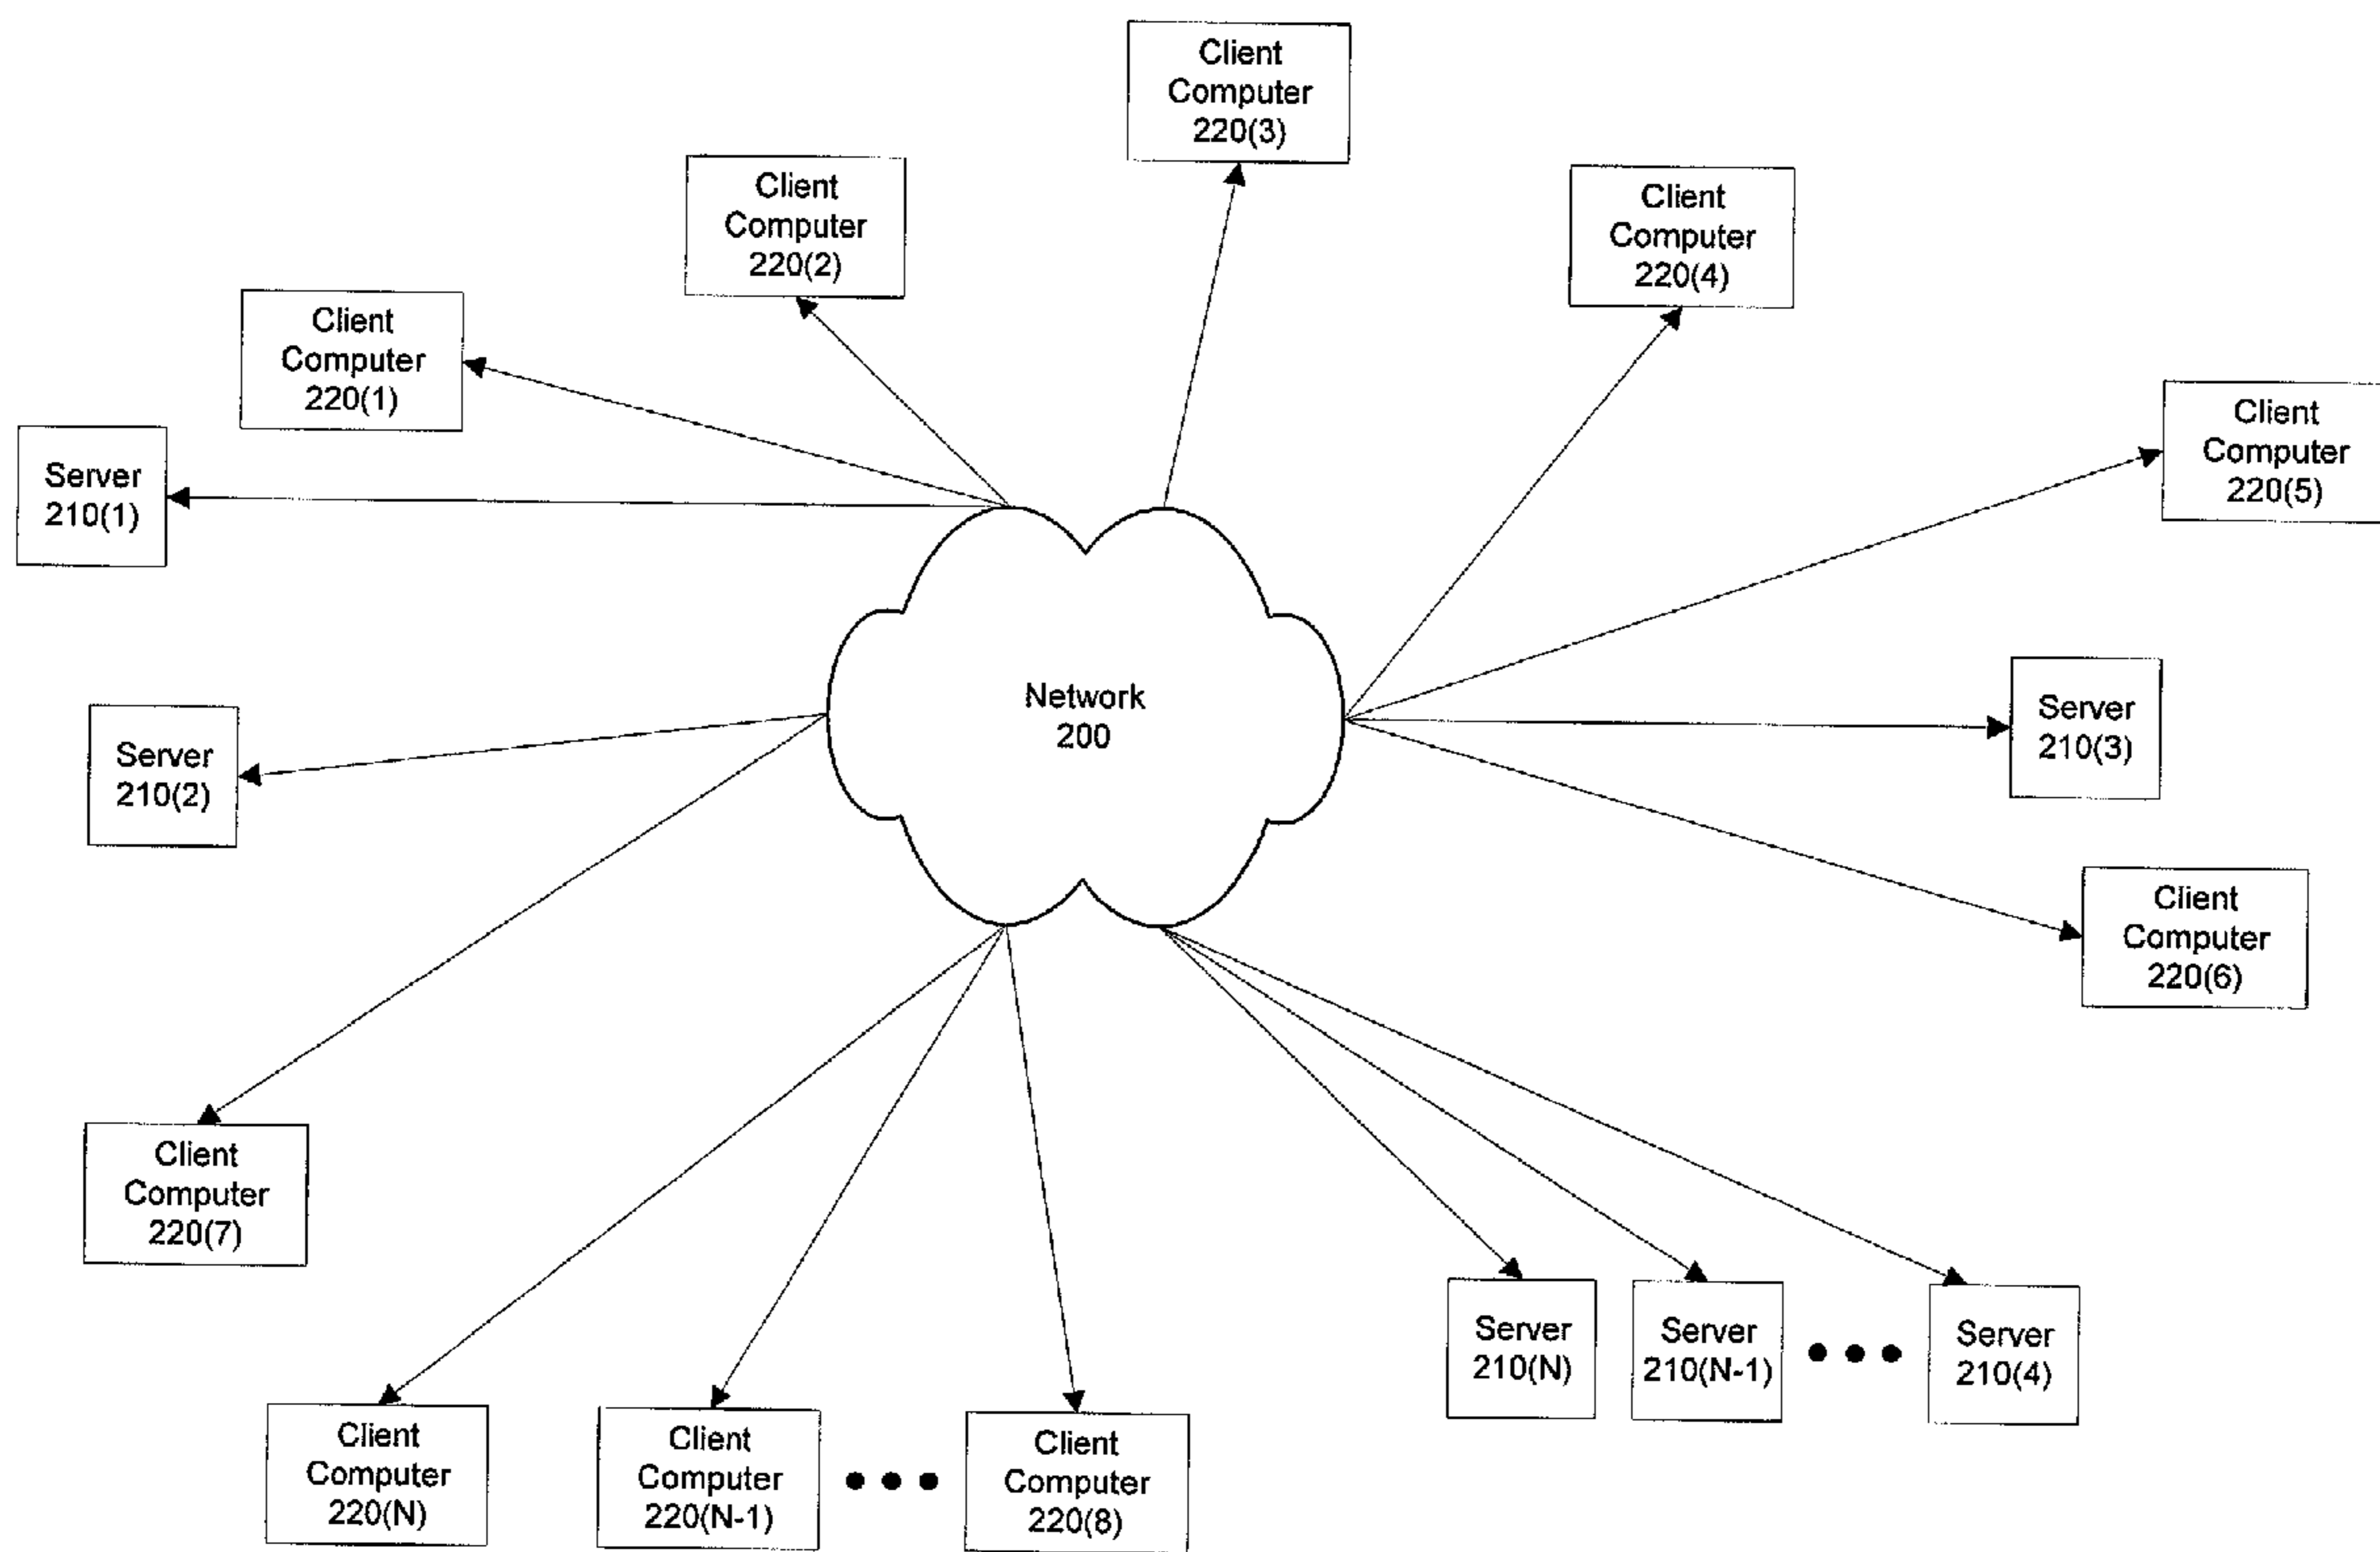 Client
Computer
220(3)
Client
Computer
220(2)
Client
Computer
220(4)
Client
Computer
220(1)
Client
Computer
220(5)
Server
210(1)
Network
200
Server
210(3)
Server
210(2)
Client
Computer
220(6)
Client
Computer
220(7)
Server
210(N)
Server
210(N-1)
Server
210(4)
Client
Computer
220(N)
Client
Computer
220(N-1)
Client
Computer
220(8)